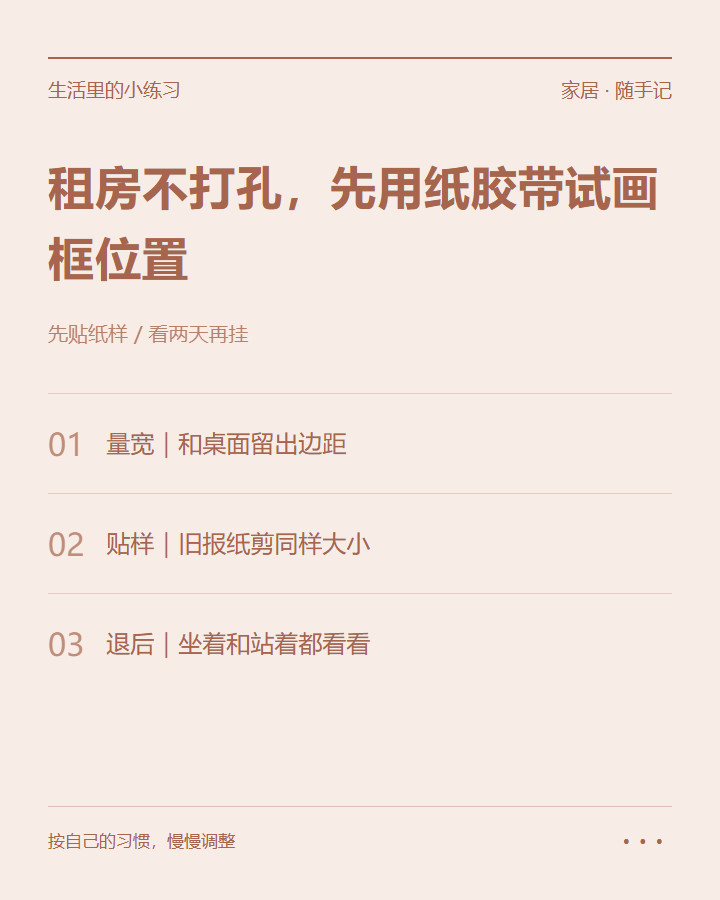 生活里的小练习
家居 · 随手记
租房不打孔，先用纸胶带试画
框位置
先贴纸样 / 看两天再挂
01 量宽｜和桌面留出边距
02 贴样｜旧报纸剪同样大小
03 退后｜坐着和站着都看看
按自己的习惯，慢慢调整